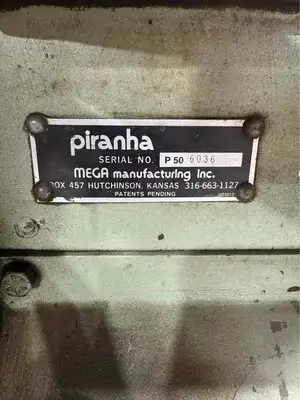 piranha
SERIAL NO. P 50 6036
MEGA manufacturing Inc.
BOX 457 HUTCHINSON, KANSAS 316-663-1127
PATENTS PENDING